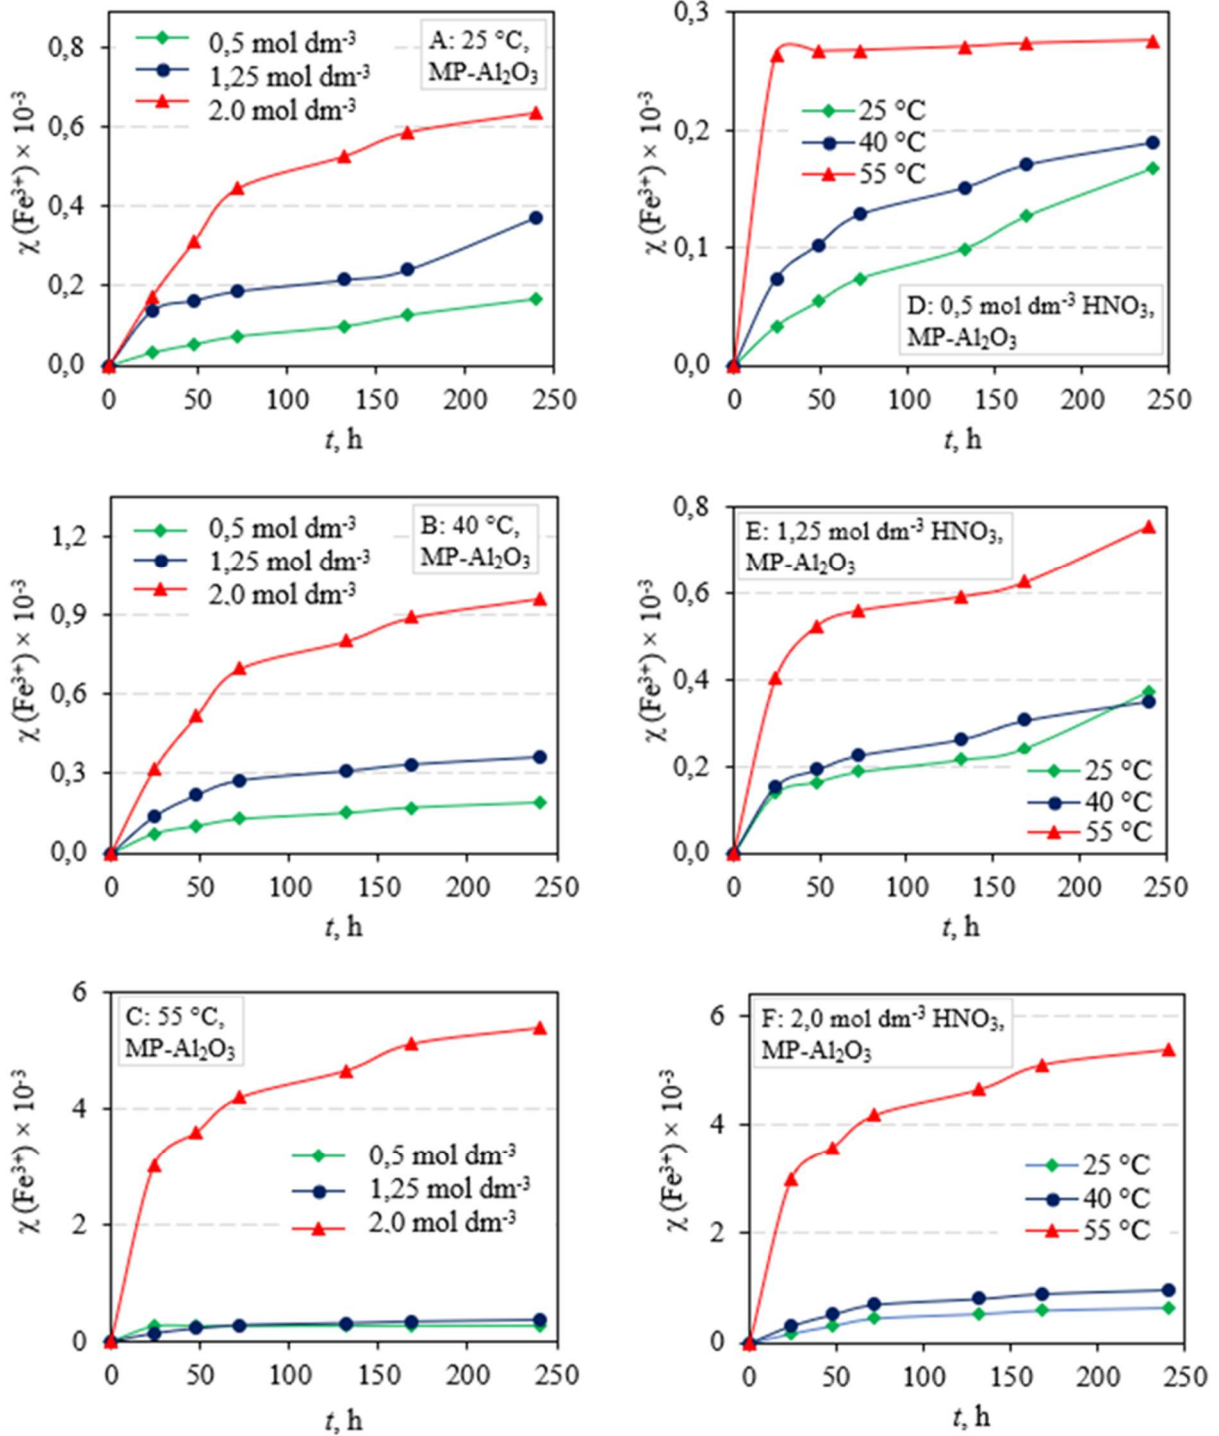 χ (Fe³⁺) × 10⁻³
0,8
0,6
0,4
0,2
0,0
0,5 mol dm⁻³
1,25 mol dm⁻³
2.0 mol dm⁻³
A: 25 °C,
MP-Al₂O₃
0 50 100 150 200 250
t, h
χ (Fe³⁺) × 10⁻³
0,3
0,2
0,1
0,0
25 °C
40 °C
55 °C
D: 0,5 mol dm⁻³ HNO₃,
MP-Al₂O₃
0 50 100 150 200 250
t, h
χ (Fe³⁺) × 10⁻³
1,2
0,9
0,6
0,3
0,0
0,5 mol dm⁻³
1,25 mol dm⁻³
2.0 mol dm⁻³
B: 40 °C,
MP-Al₂O₃
0 50 100 150 200 250
t, h
χ (Fe³⁺) × 10⁻³
0,8
0,6
0,4
0,2
0,0
E: 1,25 mol dm⁻³ HNO₃,
MP-Al₂O₃
25 °C
40 °C
55 °C
0 50 100 150 200 250
t, h
χ (Fe³⁺) × 10⁻³
6
4
2
0
C: 55 °C,
MP-Al₂O₃
0,5 mol dm⁻³
1,25 mol dm⁻³
2.0 mol dm⁻³
0 50 100 150 200 250
t, h
χ (Fe³⁺) × 10⁻³
6
4
2
0
F: 2,0 mol dm⁻³ HNO₃,
MP-Al₂O₃
25 °C
40 °C
55 °C
0 50 100 150 200 250
t, h